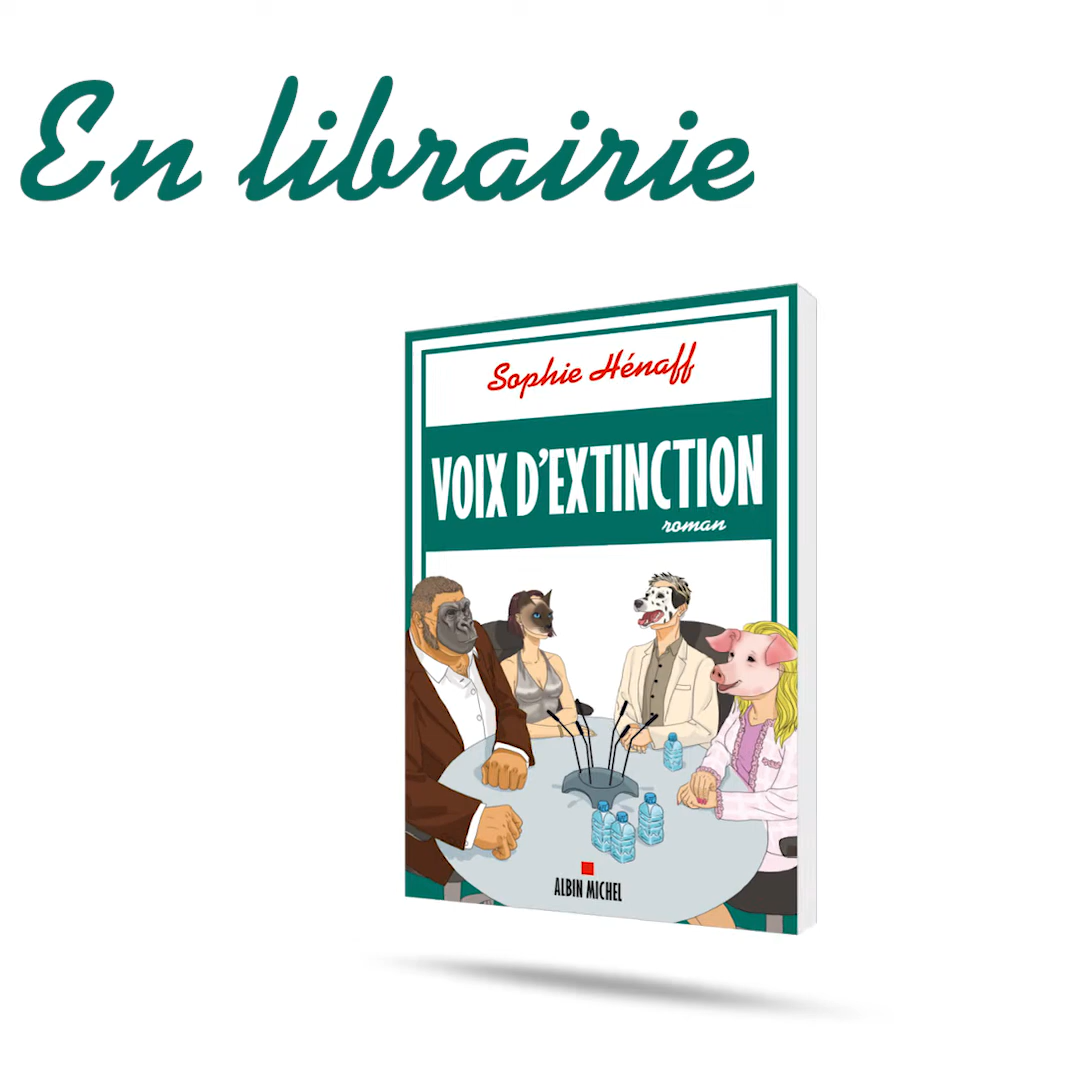 En librairie
Sophie Hénaff
VOIX D'EXTINCTION
roman
ALBIN MICHEL